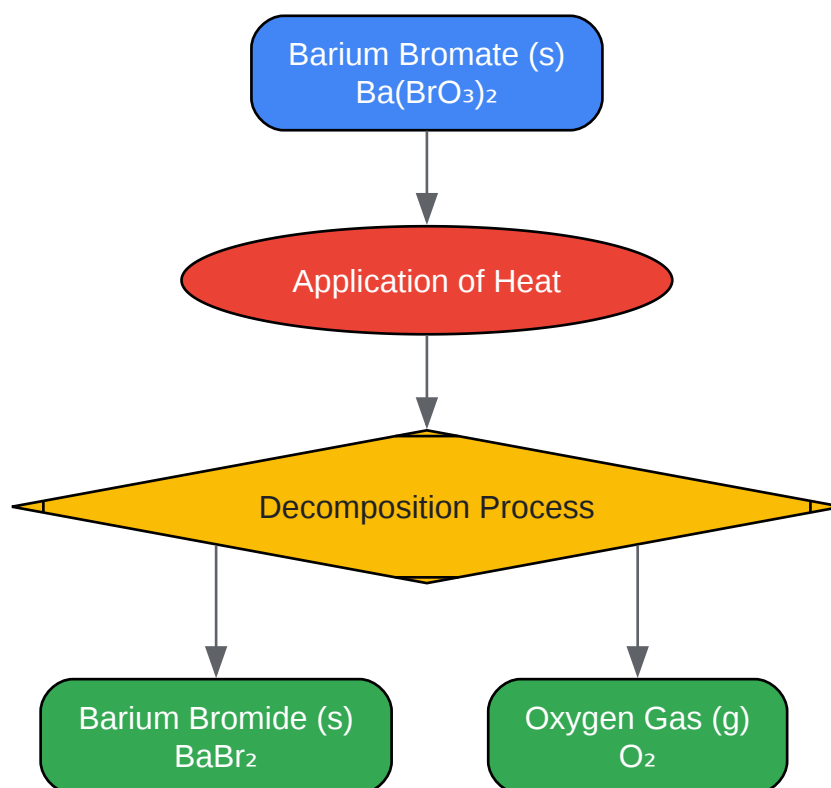 Barium Bromate (s)
Ba(BrO₃)₂
Application of Heat
Decomposition Process
Barium Bromide (s)
BaBr₂
Oxygen Gas (g)
O₂